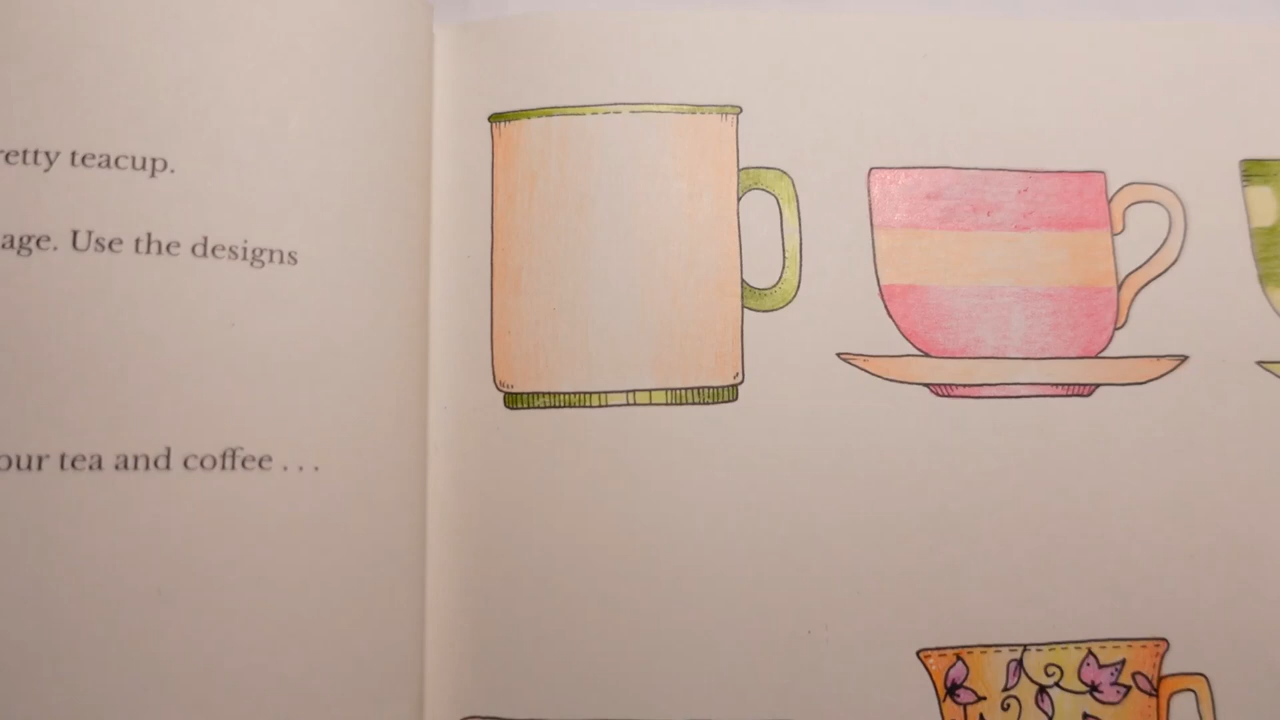 retty teacup.
age. Use the designs
our tea and coffee . . .